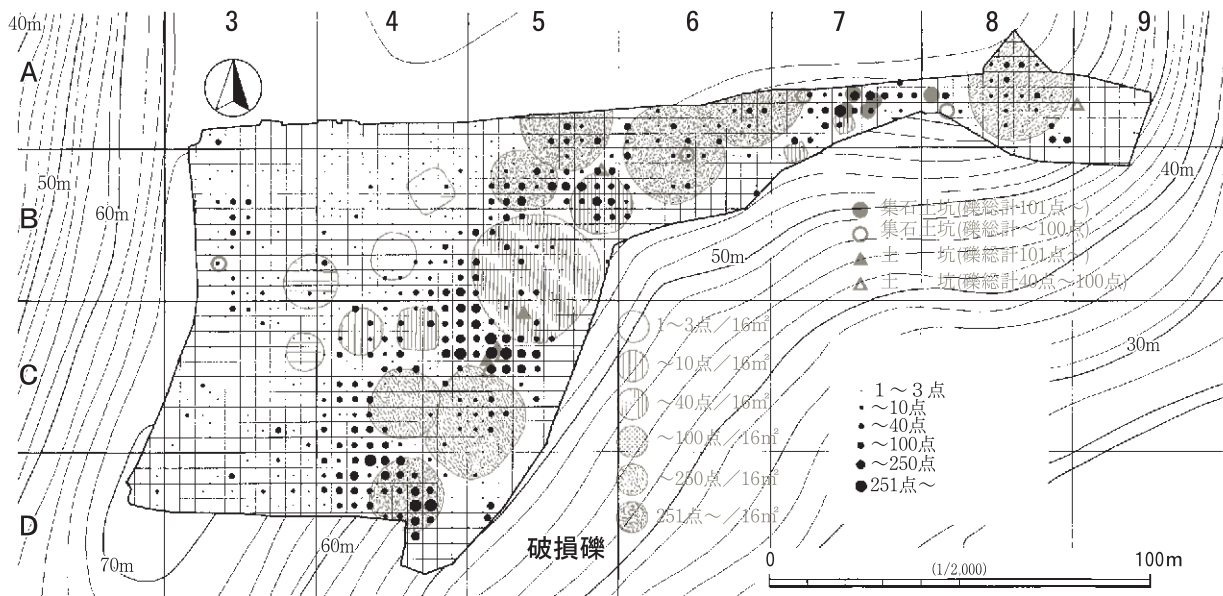 3 4 5 6 7 8 9
40m
A
50m
60m
B
40m
集石土坑(礫総計101点～)
集石土坑(礫総計～100点)
土　坑(礫総計101点～)
土　坑(礫総計40点～100点)
50m
1～3点／16㎡
～10点／16㎡
～40点／16㎡
～100点／16㎡
～250点／16㎡
251点～／16㎡
30m
C
1～3点
～10点
～40点
～100点
～250点
251点～
D
60m
70m
破損礫
0 100m
(1/2,000)